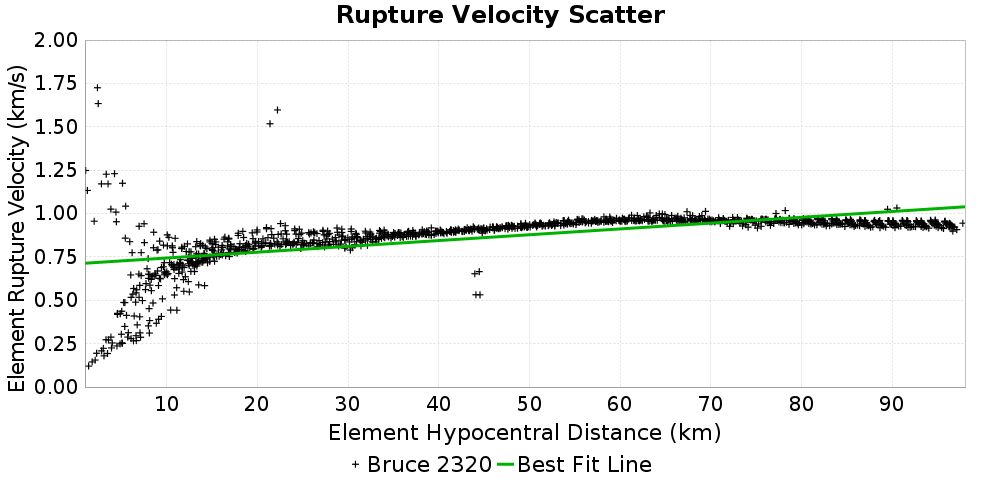 Rupture Velocity Scatter
Element Rupture Velocity (km/s)
2.00
1.75
1.50
1.25
1.00
0.75
0.50
0.25
0.00
10 20 30 40 50 60 70 80 90
Element Hypocentral Distance (km)
Bruce 2320 Best Fit Line